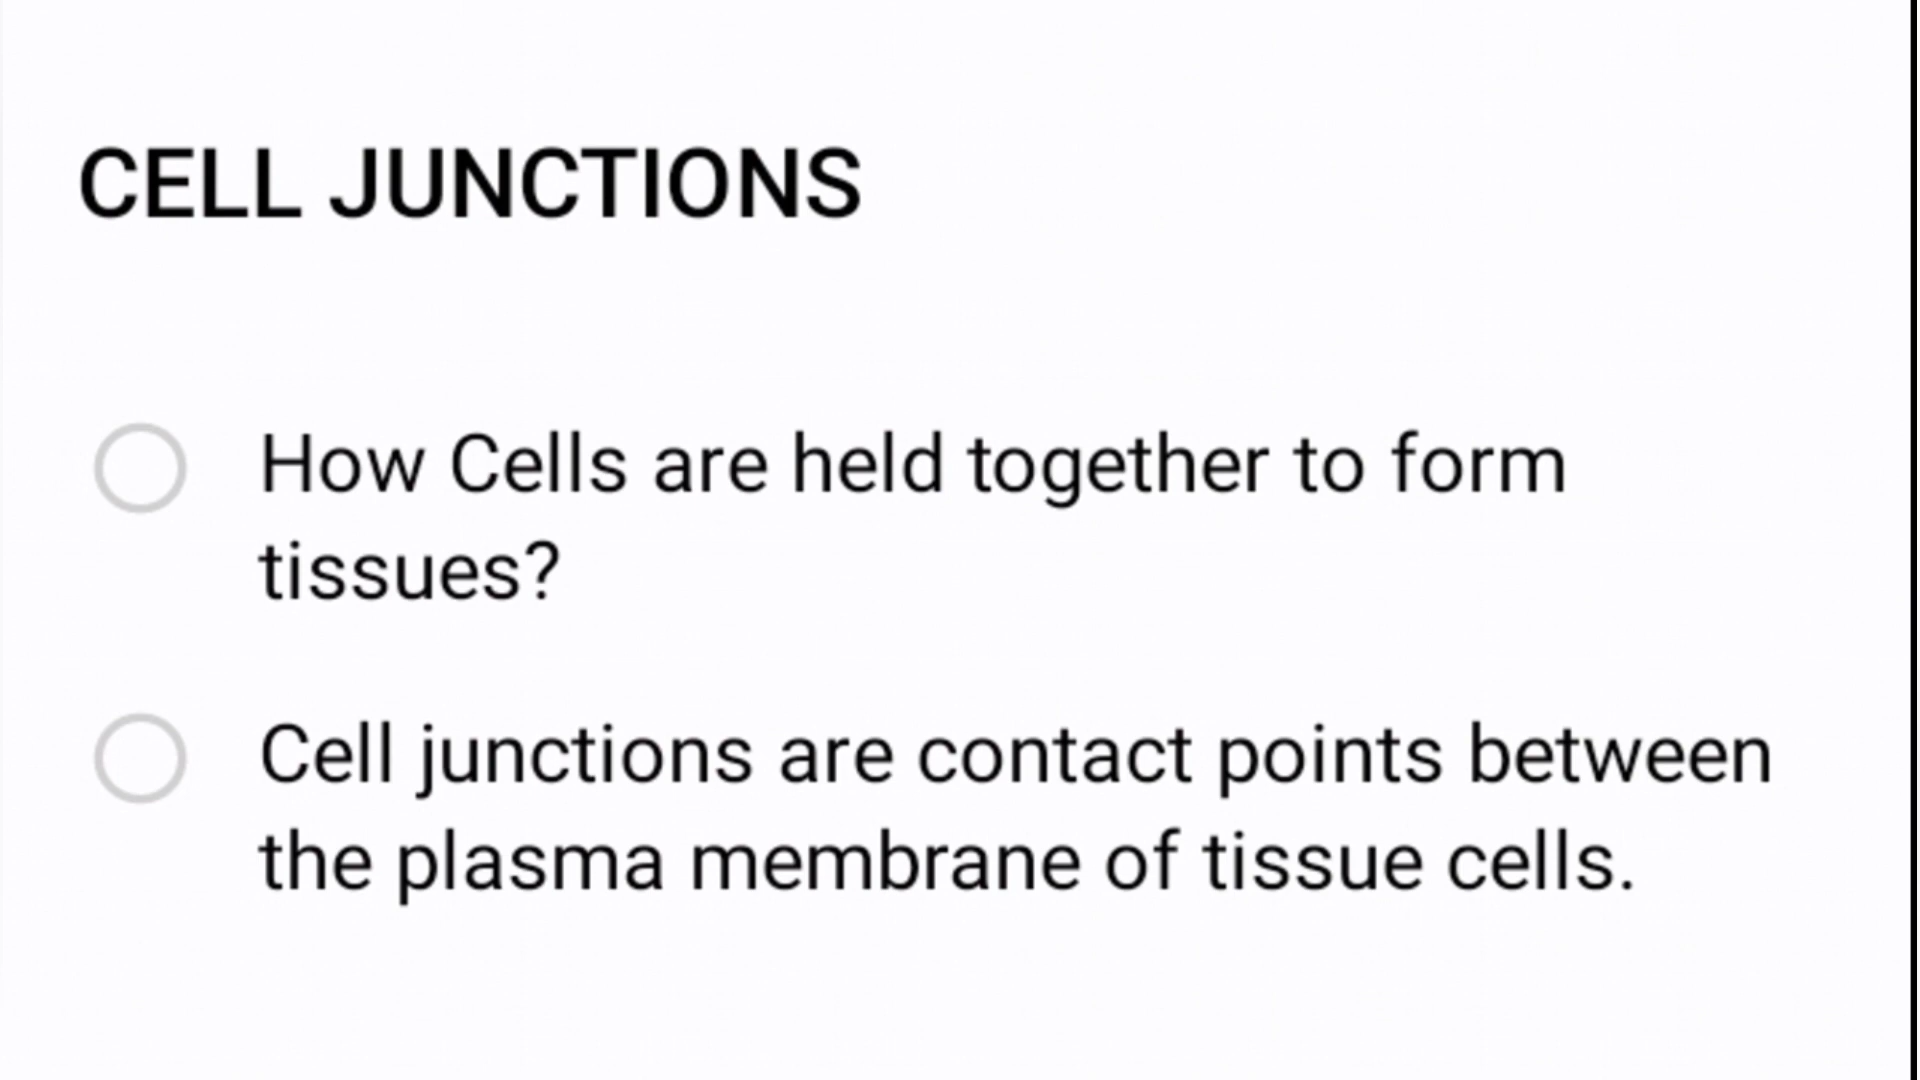 CELL JUNCTIONS
How Cells are held together to form
tissues?
Cell junctions are contact points between
the plasma membrane of tissue cells.